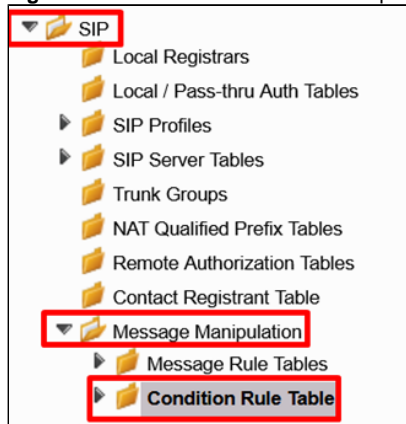 SIP
Local Registrars
Local / Pass-thru Auth Tables
SIP Profiles
SIP Server Tables
Trunk Groups
NAT Qualified Prefix Tables
Remote Authorization Tables
Contact Registrant Table
Message Manipulation
Message Rule Tables
Condition Rule Table